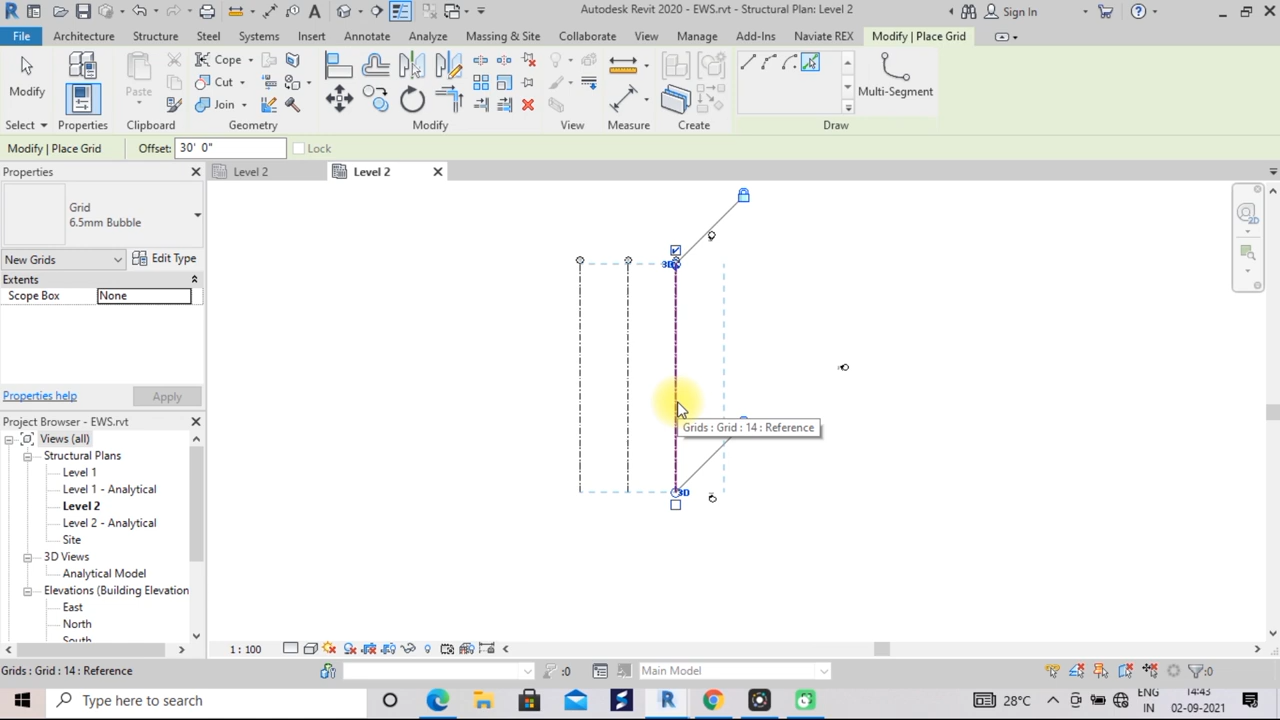 Autodesk Revit 2020 - EWS.rvt - Structural Plan: Level 2
Sign In
File Architecture Structure Steel Systems Insert Annotate Analyze Massing & Site Collaborate View Manage Add-Ins Naviate REX Modify | Place Grid
Cope
Cut
Join
Modify
Paste
Multi-Segment
Select Properties Clipboard Geometry Modify View Measure Create Draw
Modify | Place Grid Offset: 30' 0" Lock
Properties
Level 2
Level 2
Grid
6.5mm Bubble
New Grids Edit Type
Extents
Scope Box None
Properties help Apply
Project Browser - EWS.rvt
Views (all)
Structural Plans
Level 1
Level 1 - Analytical
Level 2
Level 2 - Analytical
Site
3D Views
Analytical Model
Elevations (Building Elevation
East
North
South
3D
3D
Grids : Grid : 14 : Reference
2D
1 : 100
Grids : Grid : 14 : Reference
:0
Main Model
:0
Type here to search
28°C
ENG
IN
14:43
02-09-2021